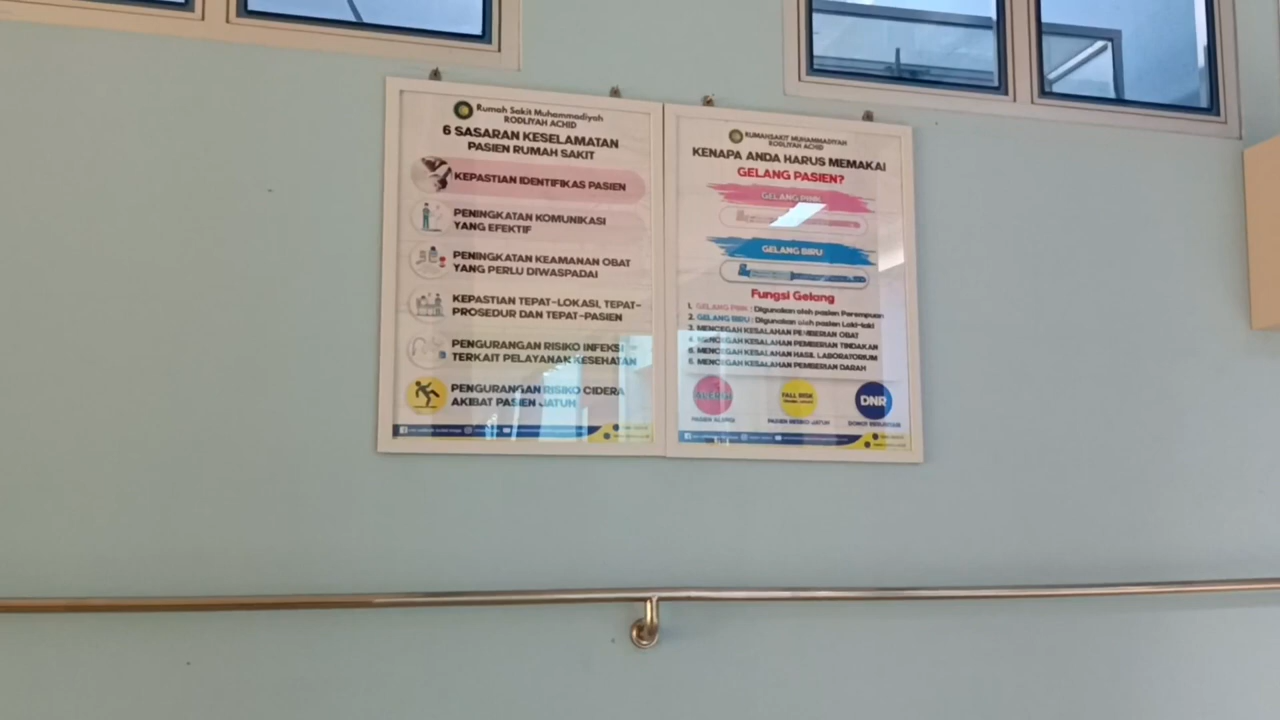 Rumah Sakit Muhammadiyah
RODLIYAH ACHID
6 SASARAN KESELAMATAN
PASIEN RUMAH SAKIT
KEPASTIAN IDENTIFIKAS PASIEN
PENINGKATAN KOMUNIKASI
YANG EFEKTIF
PENINGKATAN KEAMANAN OBAT
YANG PERLU DIWASPADAI
KEPASTIAN TEPAT-LOKASI, TEPAT-
PROSEDUR DAN TEPAT-PASIEN
PENGURANGAN RISIKO INFEKSI
TERKAIT PELAYANAK KESEHATAN
PENGURANGAN RISIKO CIDERA
AKIBAT PASIEN JATUH
RUMAHSAKIT MUHAMMADIYAH
RODLIYAH ACHID
KENAPA ANDA HARUS MEMAKAI
GELANG PASIEN?
GELANG PINK
GELANG BIRU
Fungsi Gelang
1. GELANG PINK : Digunakan oleh pasien Perempuan
2. GELANG BIRU : Digunakan oleh pasien Laki-laki
3. MENCEGAH KESALAHAN PEMBERIAN OBAT
4. MENCEGAH KESALAHAN PEMBERIAN TINDAKAN
5. MENCEGAH KESALAHAN HASIL LABORATORIUM
6. MENCEGAH KESALAHAN PEMBERIAN DARAH
ALERGI
PASIEN ALERGI
FALL RISK
PASIEN RESIKO JATUH
DNR
DONOT